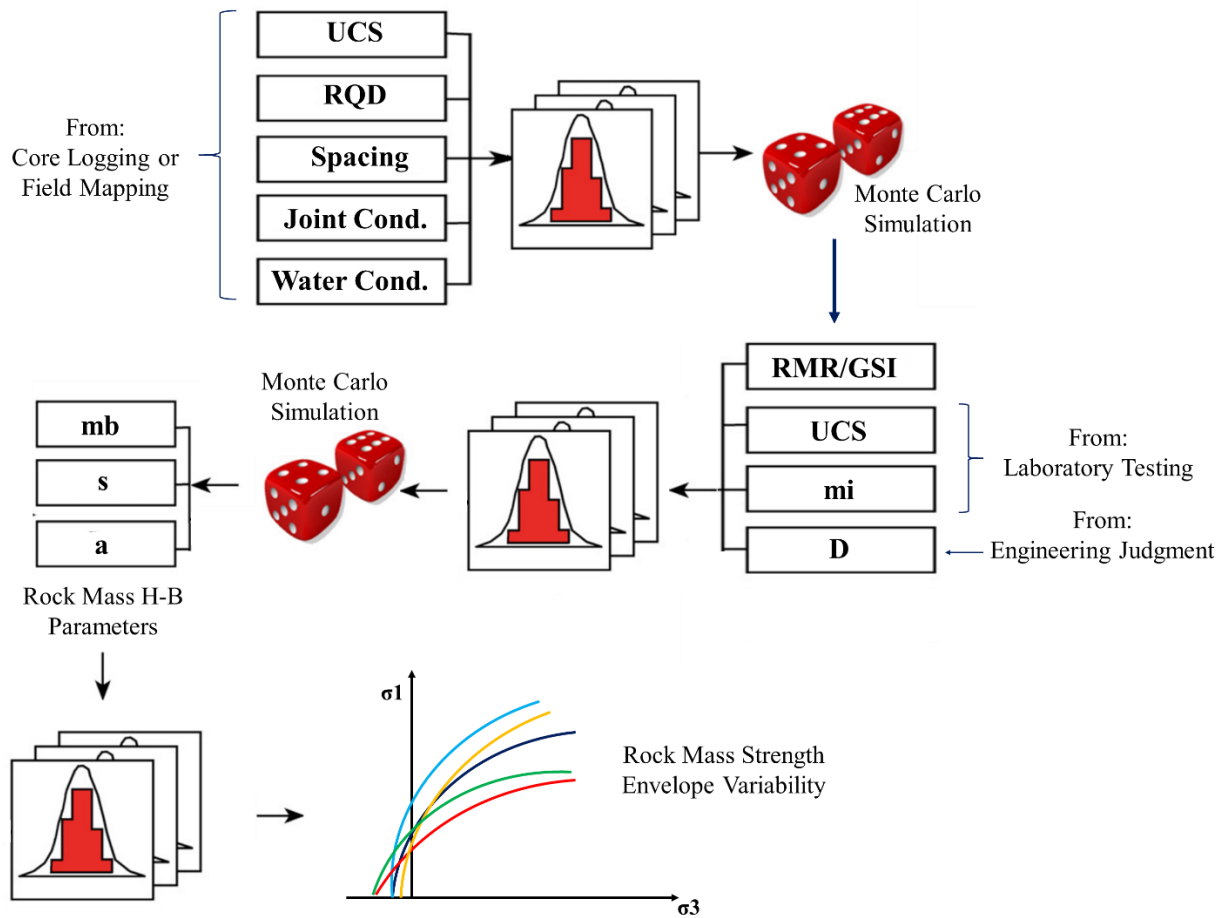 UCS
RQD
Spacing
Joint Cond.
Water Cond.
From:
Core Logging or
Field Mapping
Monte Carlo
Simulation
RMR/GSI
UCS
mi
D
From:
Laboratory Testing
From:
Engineering Judgment
Monte Carlo
Simulation
mb
s
a
Rock Mass H-B
Parameters
σ1
σ3
Rock Mass Strength
Envelope Variability